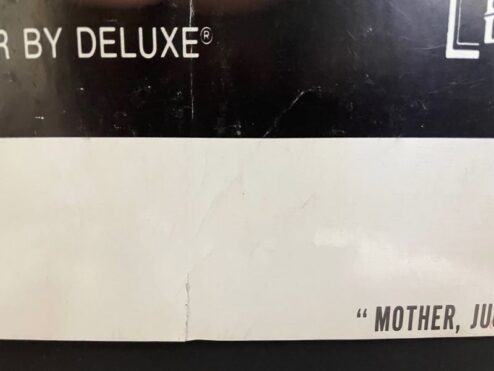 BY DELUXE®
" MOTHER,